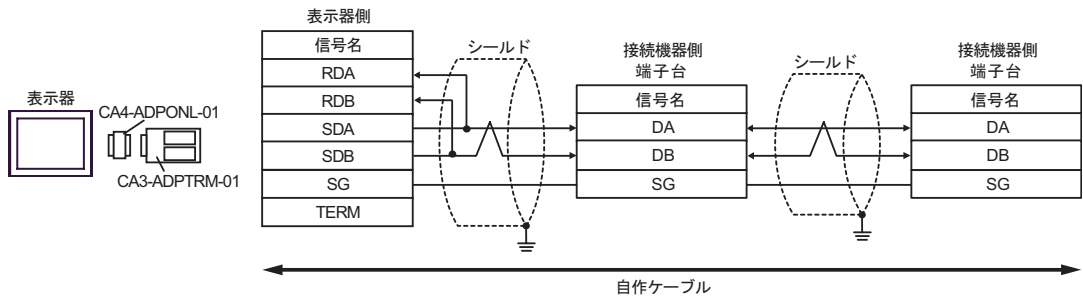 表示器
CA4-ADPONL-01
CA3-ADPTRM-01
表示器側
信号名
RDA
RDB
SDA
SDB
SG
TERM
シールド
接続機器側
端子台
信号名
DA
DB
SG
シールド
接続機器側
端子台
信号名
DA
DB
SG
自作ケーブル